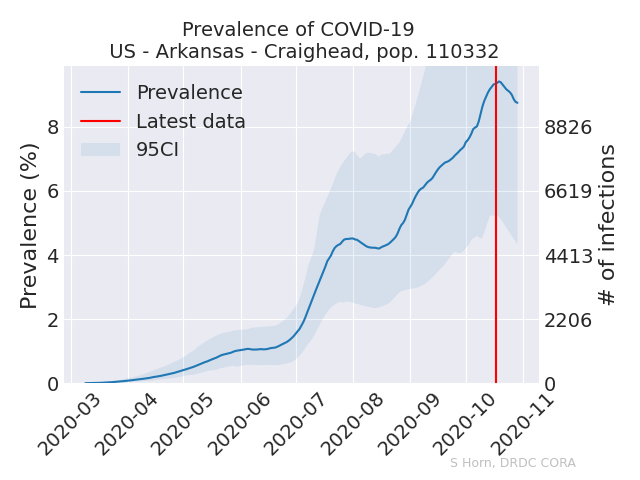 Prevalence of COVID-19
US - Arkansas - Craighead, pop. 110332
Prevalence
Latest data
95CI
Prevalence (%)
8
6
4
2
0
8826
6619
4413
2206
0
# of infections
2020-03
2020-04
2020-05
2020-06
2020-07
2020-08
2020-09
2020-10
2020-11
S Horn, DRDC CORA